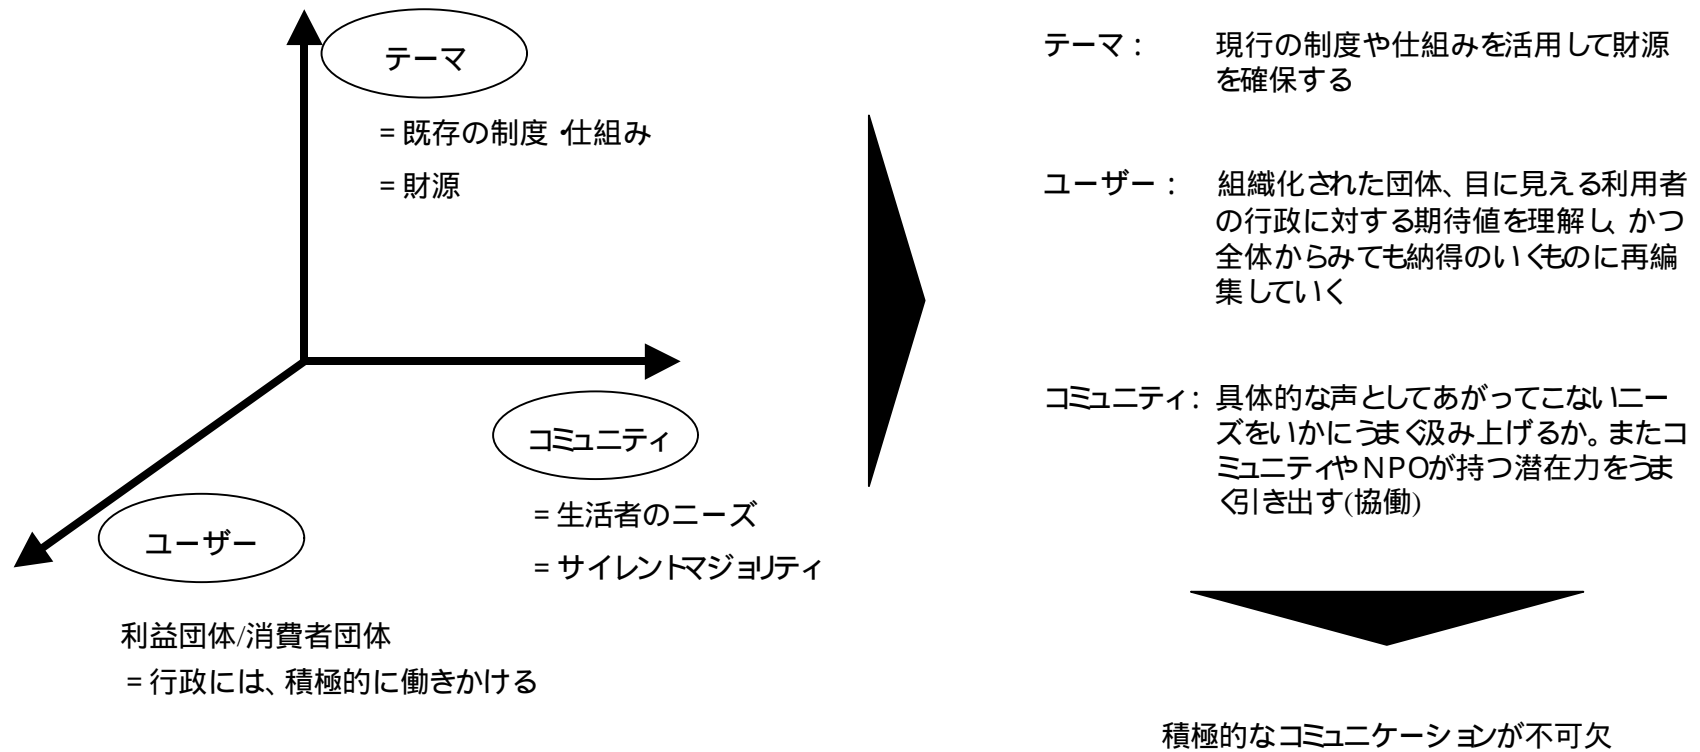 テーマ
= 既存の制度・仕組み
= 財源
コミュニティ
= 生活者のニーズ
= サイレントマジョリティ
ユーザー
利益団体/消費者団体
= 行政には、積極的に働きかける
テーマ： 現行の制度や仕組みを活用して財源
を確保する
ユーザー： 組織化された団体、目に見える利用者
の行政に対する期待値を理解し、かつ
全体からみても納得のいくものに再編
集していく
コミュニティ： 具体的な声としてあがってこないニー
ズをいかにうまく汲み上げるか。またコ
ミュニティやNPOが持つ潜在力をうま
く引き出す(協働)
積極的なコミュニケーションが不可欠